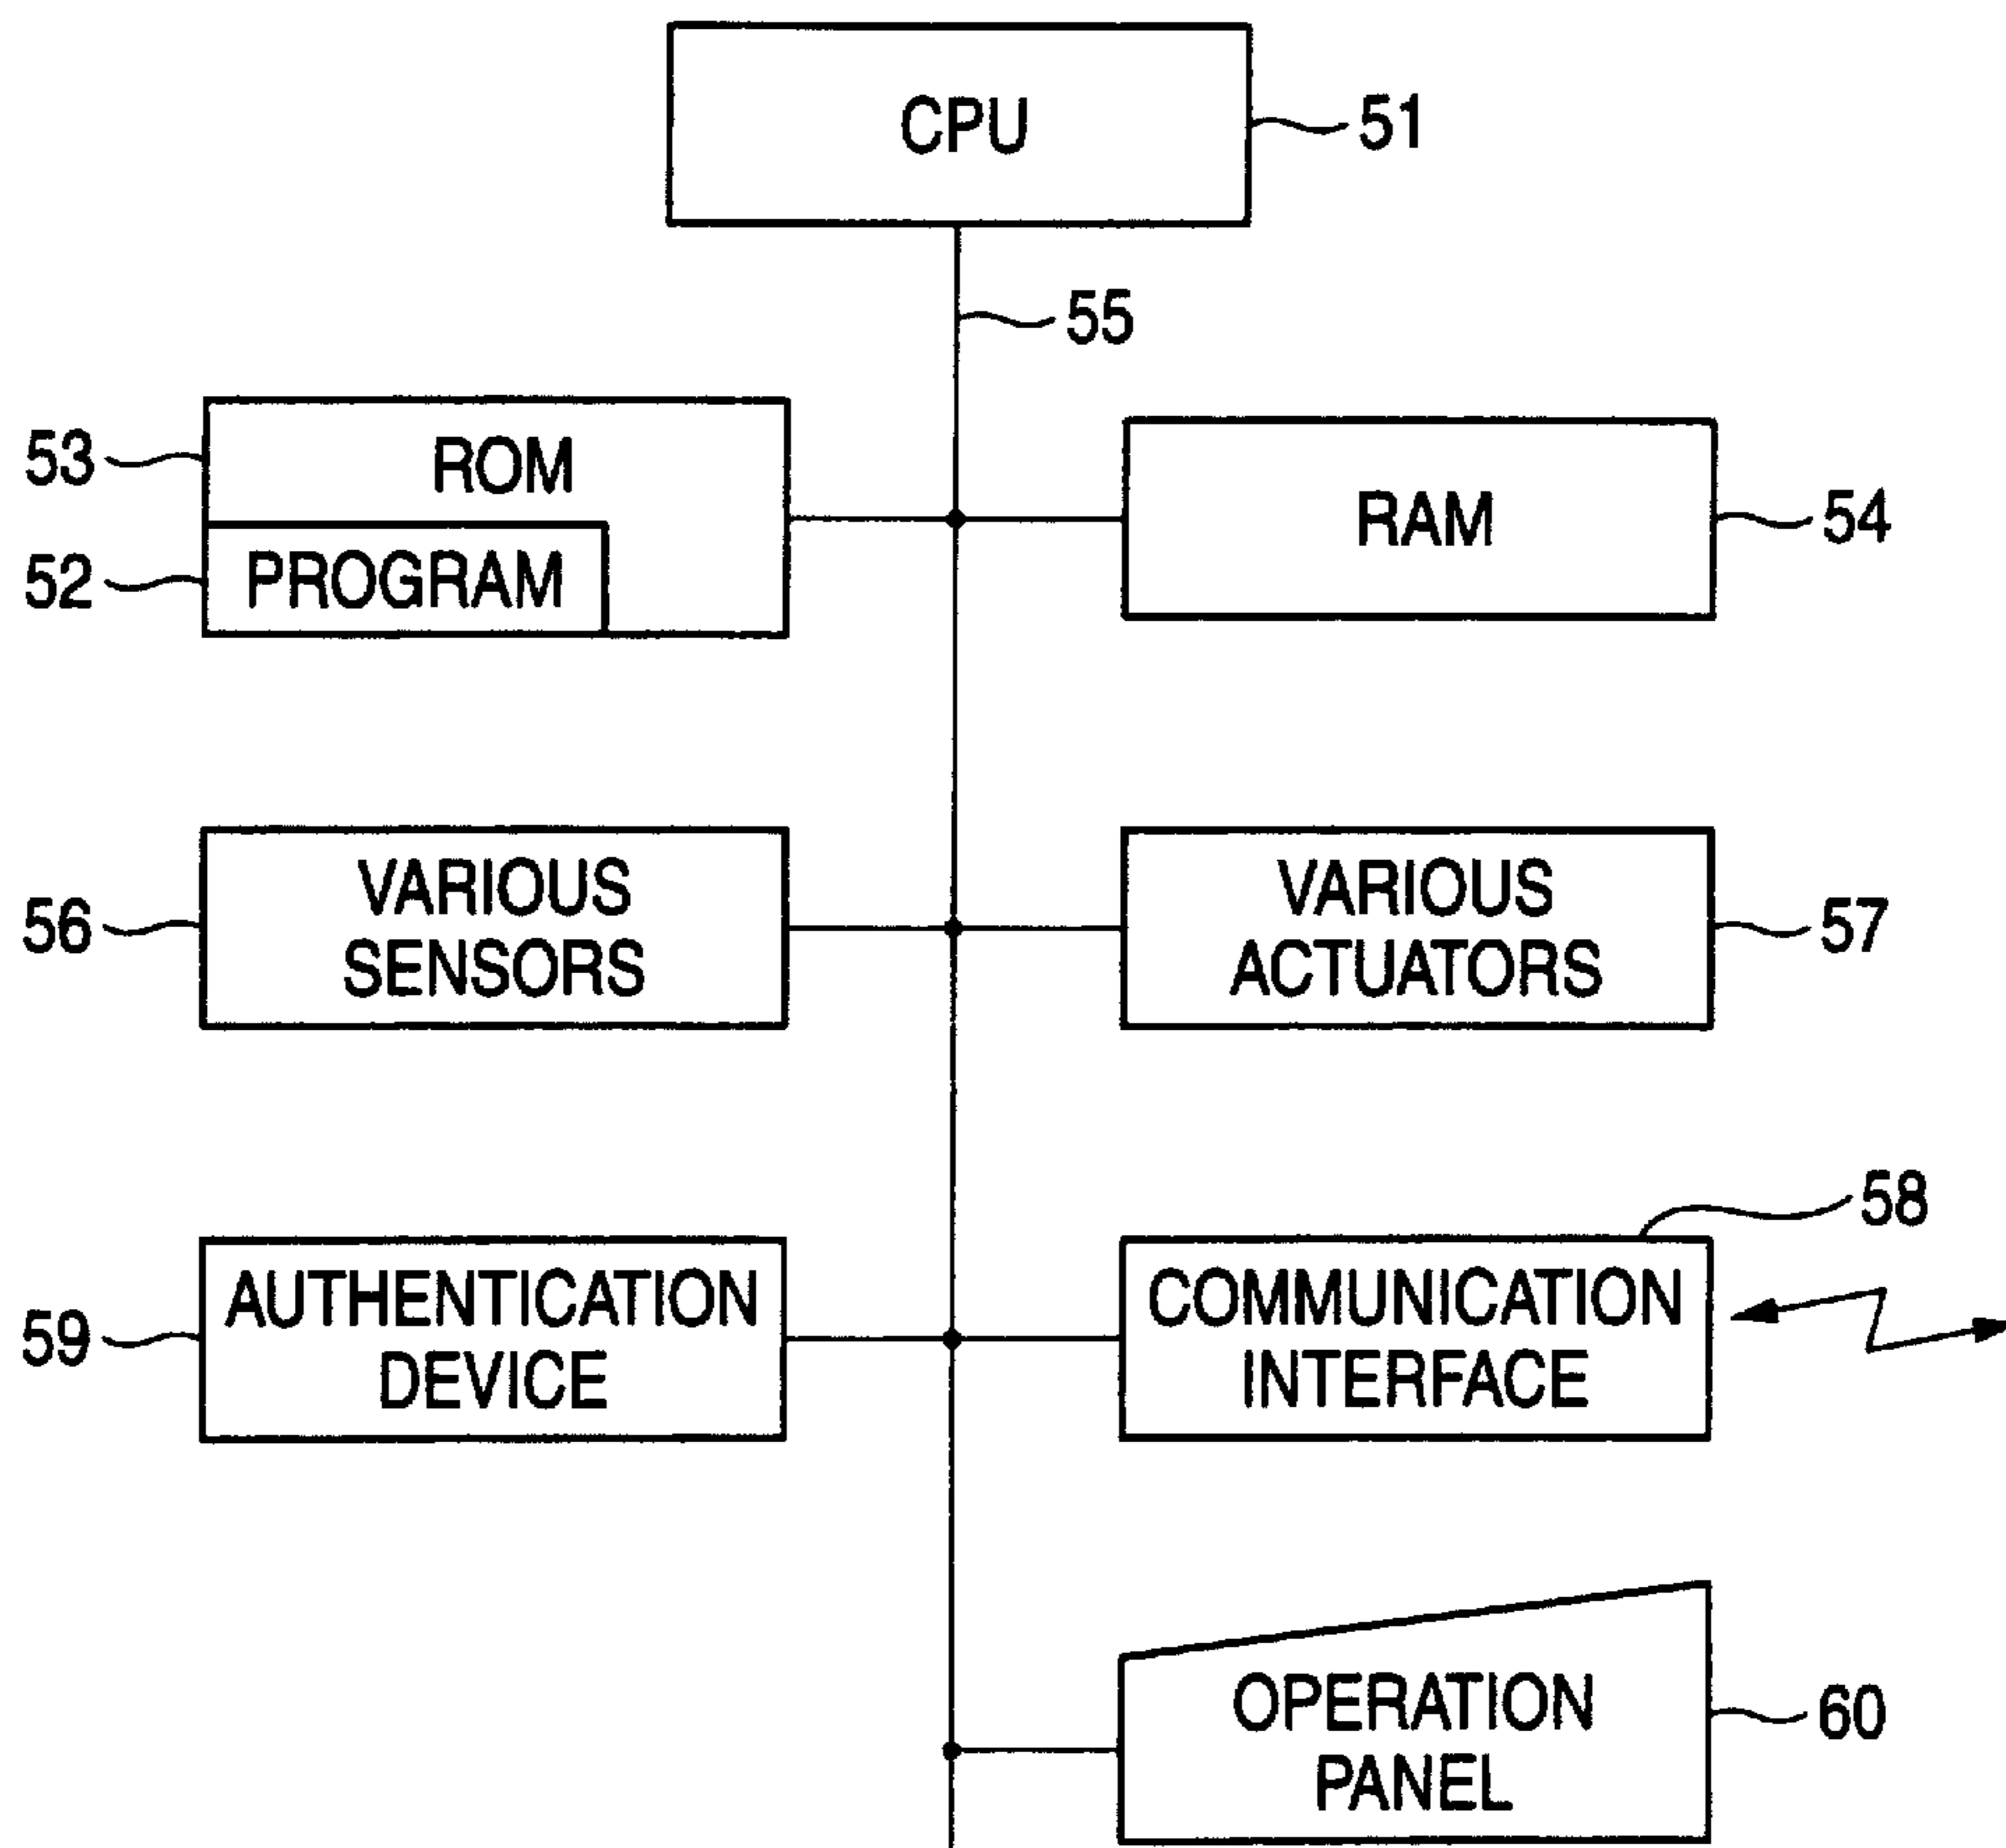 CPU
51
55
53
ROM
52
PROGRAM
RAM
54
56
VARIOUS
SENSORS
VARIOUS
ACTUATORS
57
58
59
AUTHENTICATION
DEVICE
COMMUNICATION
INTERFACE
OPERATION
PANEL
60